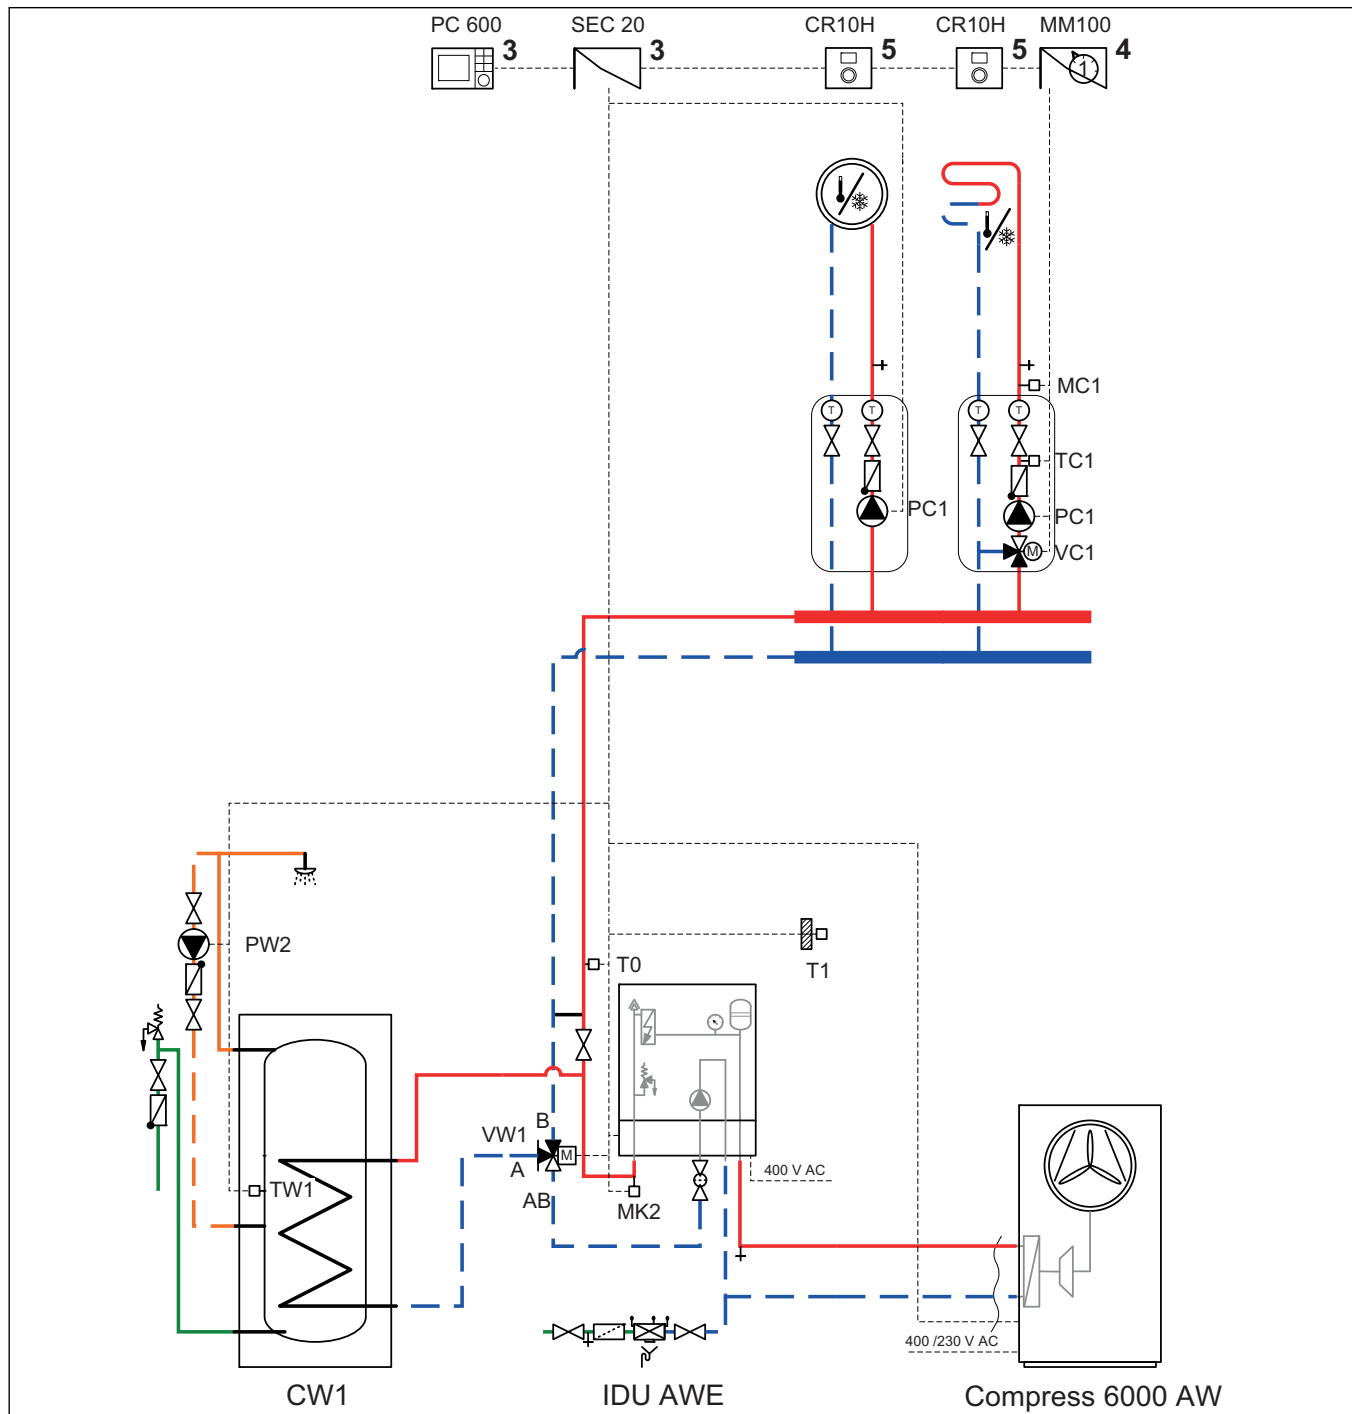 PC 600
SEC 20
CR10H
CR10H
MM100
3
3
5
5
1
4
MC1
T
T
T
T
TC1
PC1
PC1
M
VC1
PW2
T0
T1
B
VW1
M
A
AB
400 V AC
TW1
MK2
400 /230 V AC
CW1
IDU AWE
Compress 6000 AW